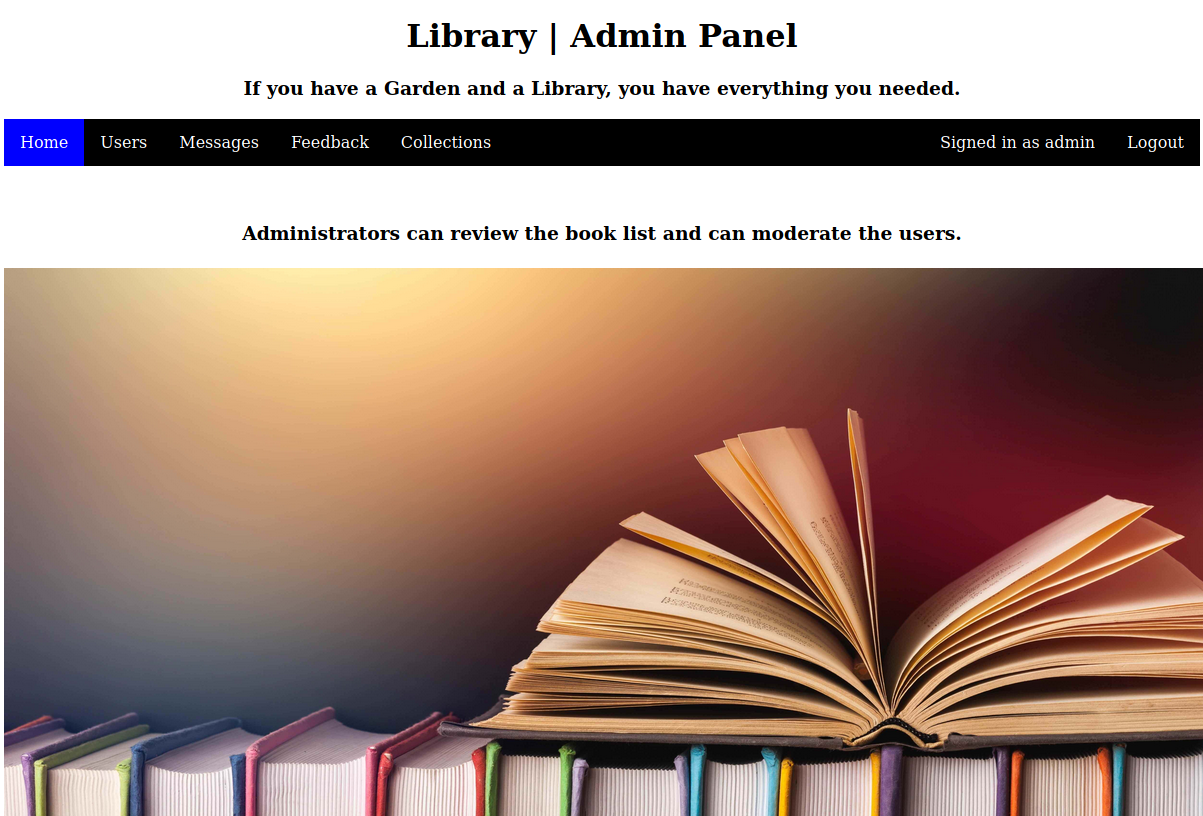 Library | Admin Panel
If you have a Garden and a Library, you have everything you needed.
Home Users Messages Feedback Collections Signed in as admin Logout
Administrators can review the book list and can moderate the users.